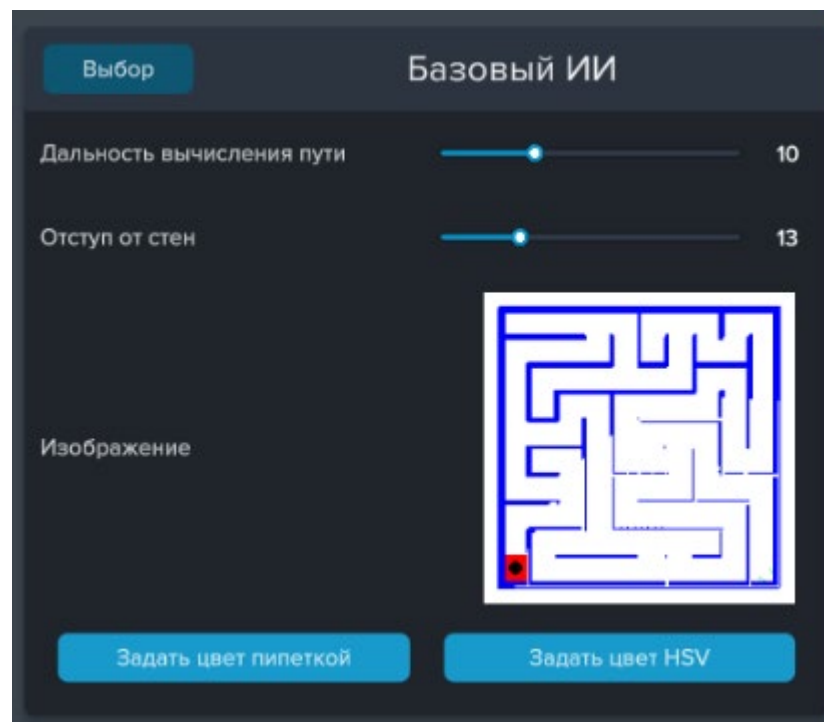 Выбор
Базовый ИИ
Дальность вычисления пути
10
Отступ от стен
13
Изображение
Задать цвет пипеткой
Задать цвет HSV